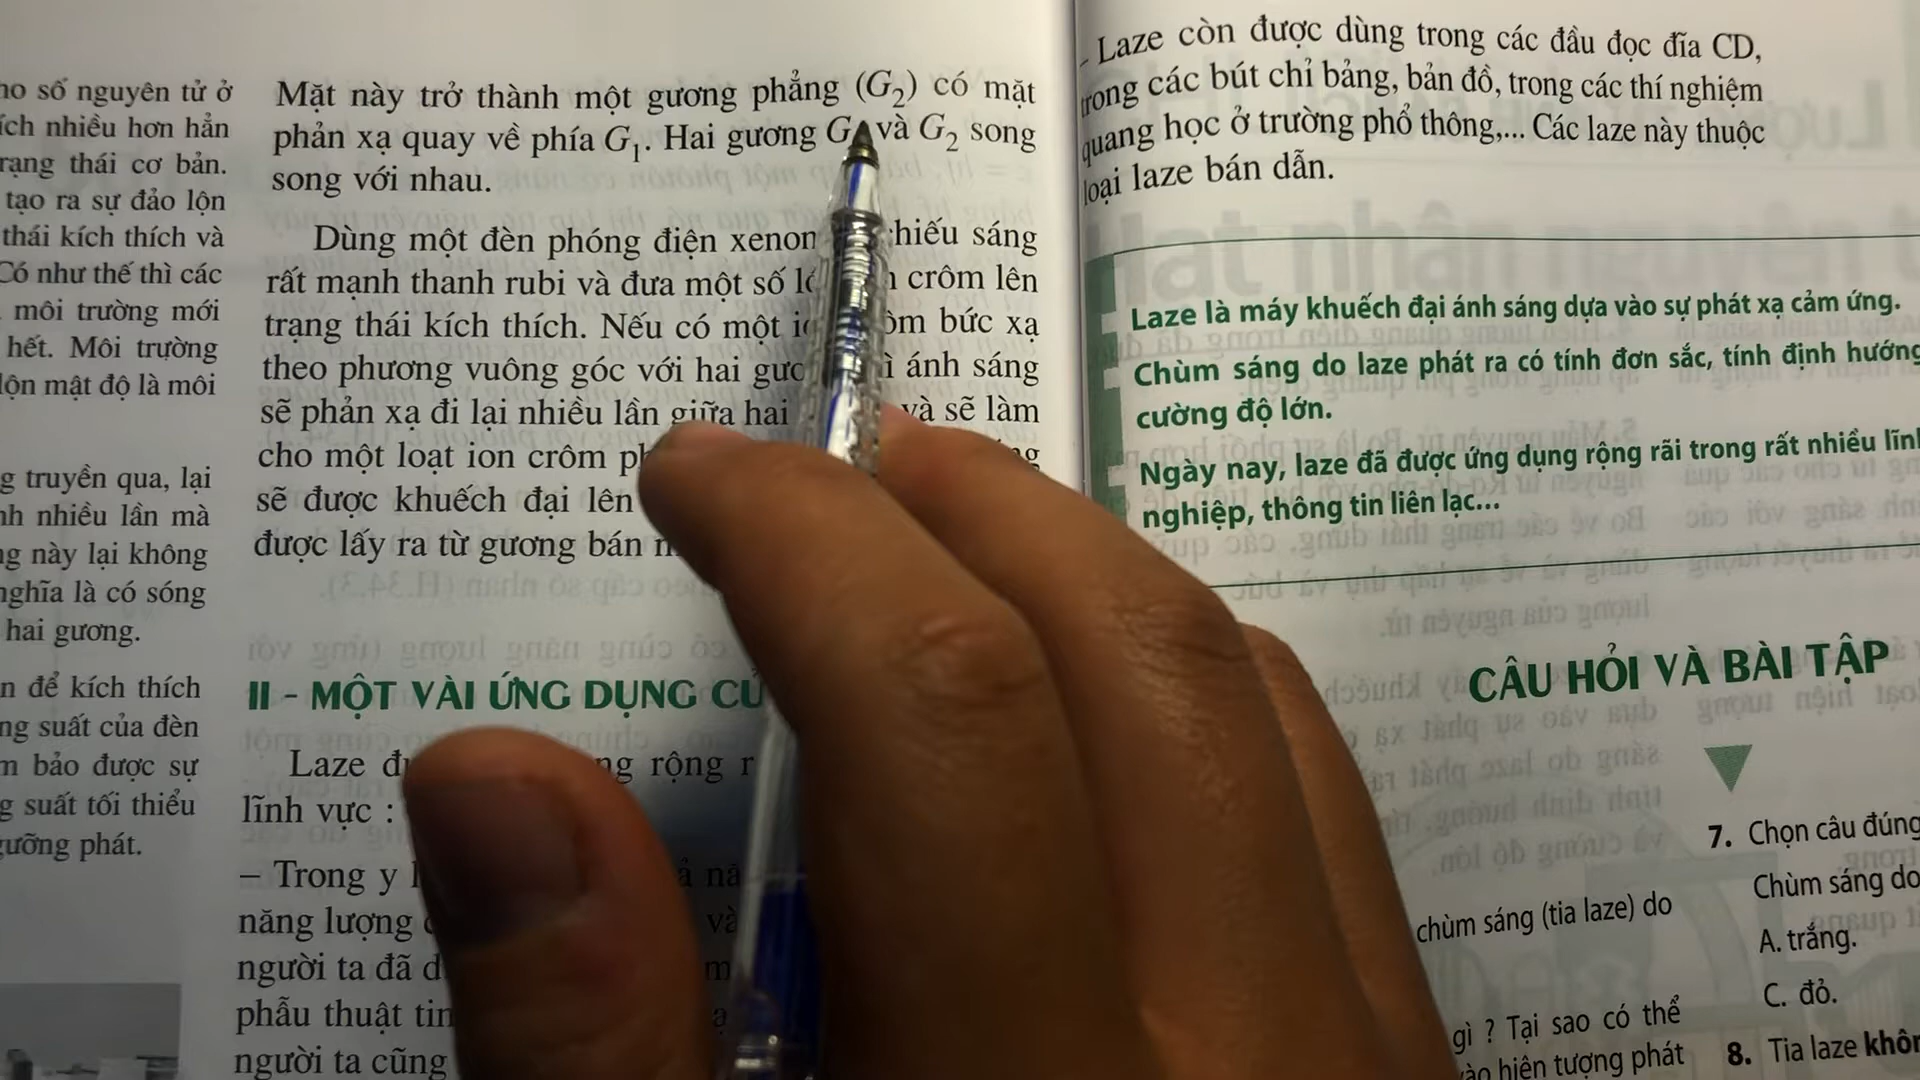 no số nguyên tử ở
ích nhiều hơn hẳn
rạng thái cơ bản.
tạo ra sự đảo lộn
thái kích thích và
Có như thế thì các
môi trường mới
hết. Môi trường
lộn mật độ là môi
g truyền qua, lại
nh nhiều lần mà
ng này lại không
nghĩa là có sóng
hai gương.
n để kích thích
ng suất của đèn
m bảo được sự
g suất tối thiểu
gưỡng phát.
Mặt này trở thành một gương phẳng (G₂) có mặt
phản xạ quay về phía G₁. Hai gương G và G₂ song
song với nhau.
Dùng một đèn phóng điện xenon chiếu sáng
rất mạnh thanh rubi và đưa một số crôm lên
trạng thái kích thích. Nếu có một bức xạ
theo phương vuông góc với hai ánh sáng
sẽ phản xạ đi lại nhiều lần giữa hai và sẽ làm
cho một loạt ion crôm
sẽ được khuếch đại lên
được lấy ra từ gương bán
II - MỘT VÀI ỨNG DỤNG
Laze rộng
lĩnh vực :
– Trong y
năng lượng
người ta đã
phẫu thuật
người ta cũng
- Laze còn được dùng trong các đầu đọc đĩa CD,
trong các bút chỉ bảng, bản đồ, trong các thí nghiệm
quang học ở trường phổ thông,... Các laze này thuộc
loại laze bán dẫn.
Laze là máy khuếch đại ánh sáng dựa vào sự phát xạ cảm ứng.
Chùm sáng do laze phát ra có tính đơn sắc, tính định hướng
cường độ lớn.
Ngày nay, laze đã được ứng dụng rộng rãi trong rất nhiều lĩnh
nghiệp, thông tin liên lạc...
CÂU HỎI VÀ BÀI TẬP
chùm sáng (tia laze) do
gì ? Tại sao có thể
vào hiện tượng phát
7. Chọn câu đúng
Chùm sáng do
A. trắng.
C. đỏ.
8. Tia laze